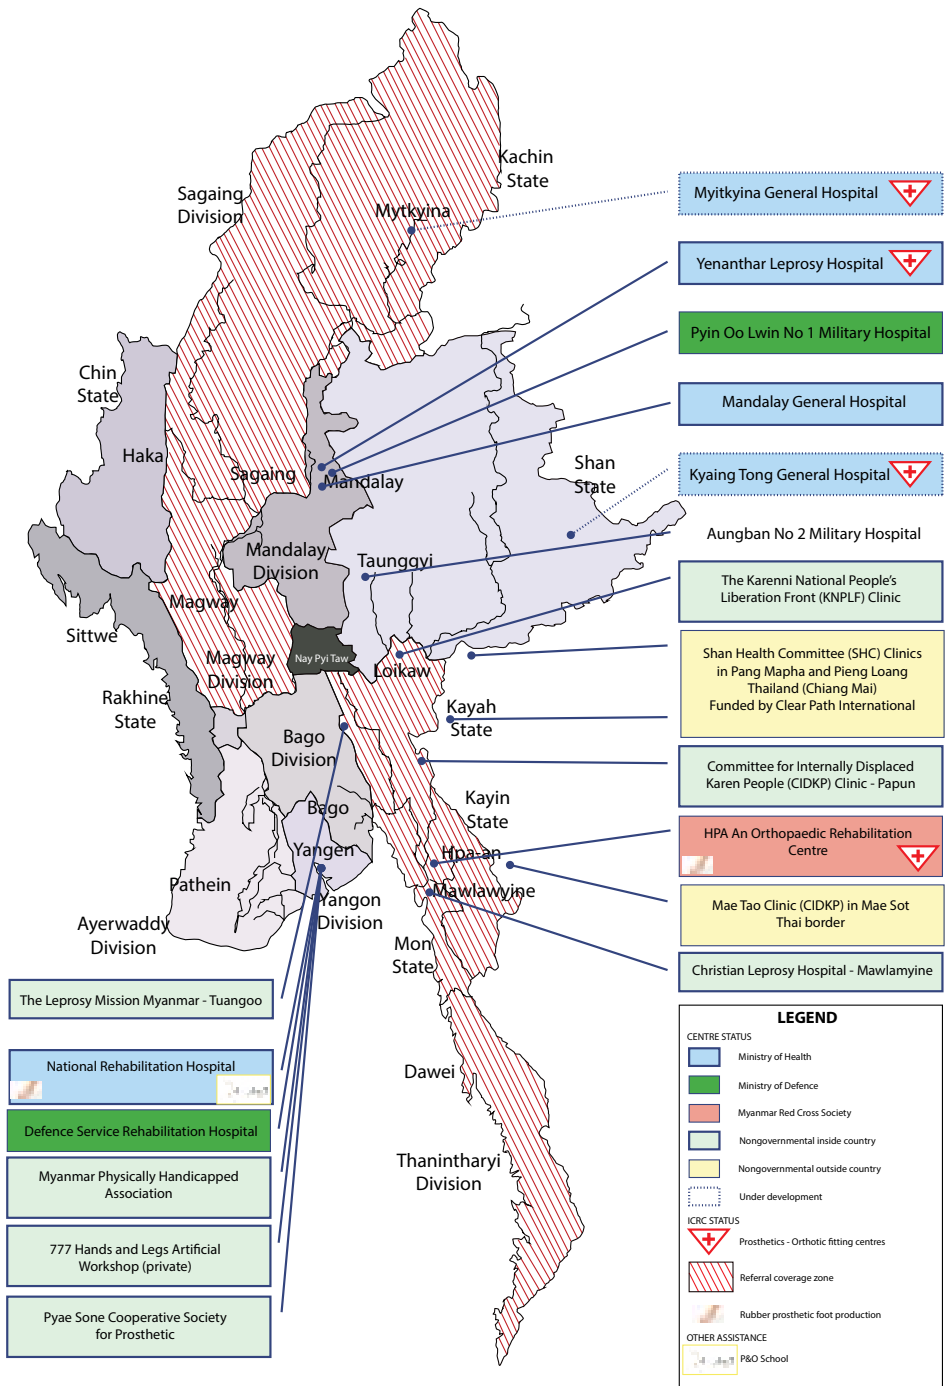 Kachin
State
Sagaing
Division
Mytkyina
Chin
State
Haka
Sagaing
Mandalay
Shan
State
Mandalay
Division
Taunggyi
Magway
Sittwe
Magway
Division
Nay Pyi Taw
Loikaw
Rakhine
State
Kayah
State
Bago
Division
Bago
Kayin
State
Yangen
Hpa-an
Pathein
Mawlawyine
Yangon
Division
Ayerwaddy
Division
Mon
State
Dawei
Thanintharyi
Division
Myitkyina General Hospital
Yenanthar Leprosy Hospital
Pyin Oo Lwin No 1 Military Hospital
Mandalay General Hospital
Kyaing Tong General Hospital
Aungban No 2 Military Hospital
The Karenni National People's
Liberation Front (KNPLF) Clinic
Shan Health Committee (SHC) Clinics
in Pang Mapha and Pieng Loang
Thailand (Chiang Mai)
Funded by Clear Path International
Committee for Internally Displaced
Karen People (CIDKP) Clinic - Papun
HPA An Orthopaedic Rehabilitation
Centre
Mae Tao Clinic (CIDKP) in Mae Sot
Thai border
Christian Leprosy Hospital - Mawlamyine
The Leprosy Mission Myanmar - Tuangoo
National Rehabilitation Hospital
Defence Service Rehabilitation Hospital
Myanmar Physically Handicapped
Association
777 Hands and Legs Artificial
Workshop (private)
Pyae Sone Cooperative Society
for Prosthetic
LEGEND
CENTRE STATUS
Ministry of Health
Ministry of Defence
Myanmar Red Cross Society
Nongovernmental inside country
Nongovernmental outside country
Under development
ICRC STATUS
Prosthetics - Orthotic fitting centres
Referral coverage zone
Rubber prosthetic foot production
OTHER ASSISTANCE
P&O School